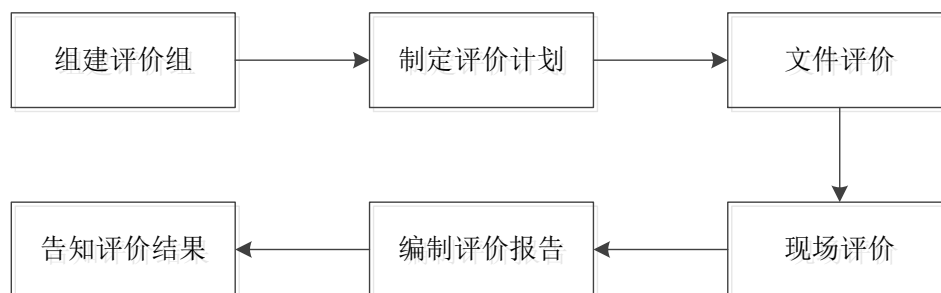 组建评价组
制定评价计划
文件评价
现场评价
编制评价报告
告知评价结果